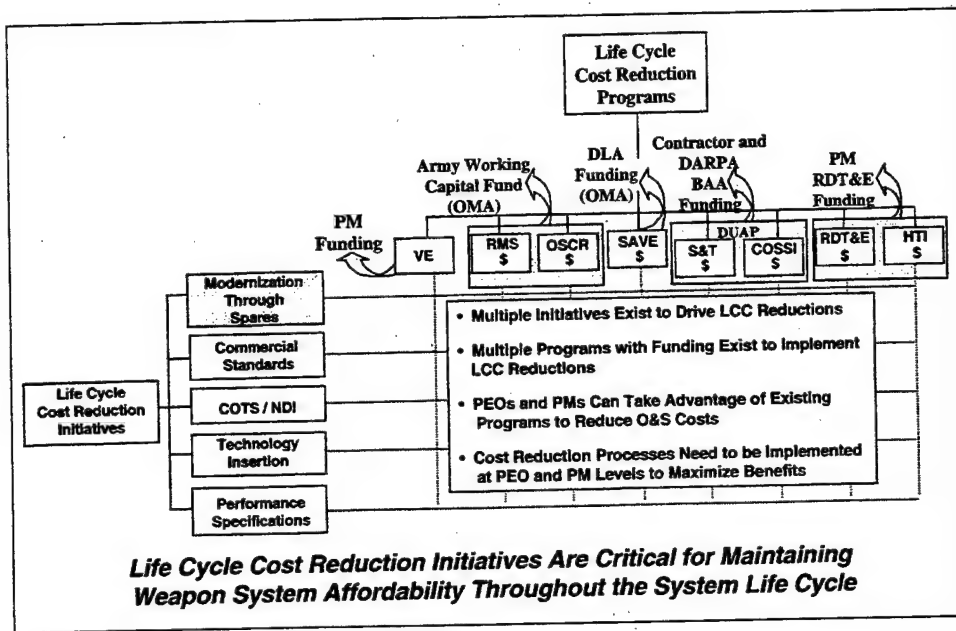 Life Cycle
Cost Reduction
Programs
Army Working
Capital Fund
(OMA)
DLA
Funding
(OMA)
Contractor and
DARPA
BAA
Funding
PM
RDT&E
Funding
PM
Funding
VE
RMS
$
OSCR
$
SAVE
$
DUAP
S&T
$
COSSI
$
RDT&E
$
HTI
$
Modernization
Through
Spares
Commercial
Standards
Life Cycle
Cost Reduction
Initiatives
COTS / NDI
Technology
Insertion
Performance
Specifications
• Multiple Initiatives Exist to Drive LCC Reductions
• Multiple Programs with Funding Exist to Implement
LCC Reductions
• PEOs and PMs Can Take Advantage of Existing
Programs to Reduce O&S Costs
• Cost Reduction Processes Need to be Implemented
at PEO and PM Levels to Maximize Benefits
Life Cycle Cost Reduction Initiatives Are Critical for Maintaining
Weapon System Affordability Throughout the System Life Cycle